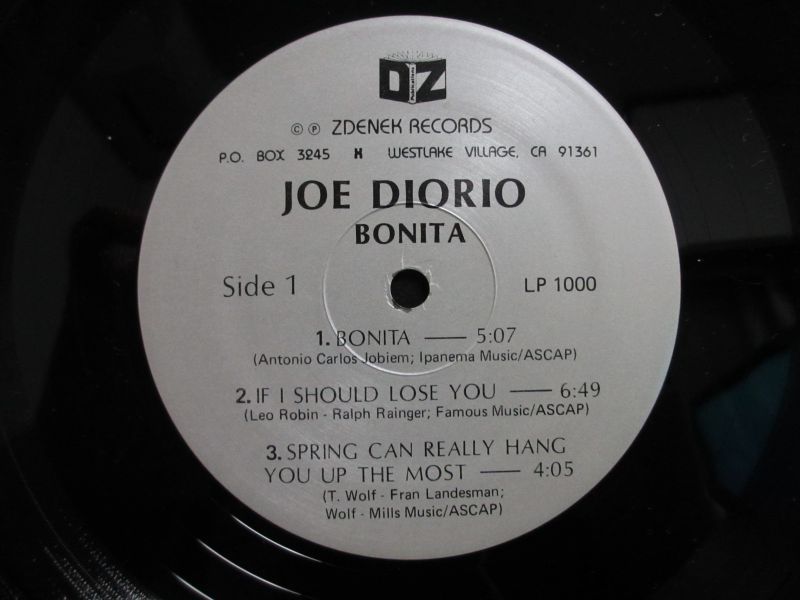 DZ
Publications
© ℗ ZDENEK RECORDS
P.O. BOX 3245 X WESTLAKE VILLAGE, CA 91361
JOE DIORIO
BONITA
Side 1 LP 1000
1. BONITA — 5:07
(Antonio Carlos Jobiem; Ipanema Music/ASCAP)
2. IF I SHOULD LOSE YOU — 6:49
(Leo Robin - Ralph Rainger; Famous Music/ASCAP)
3. SPRING CAN REALLY HANG
YOU UP THE MOST — 4:05
(T. Wolf - Fran Landesman;
Wolf - Mills Music/ASCAP)